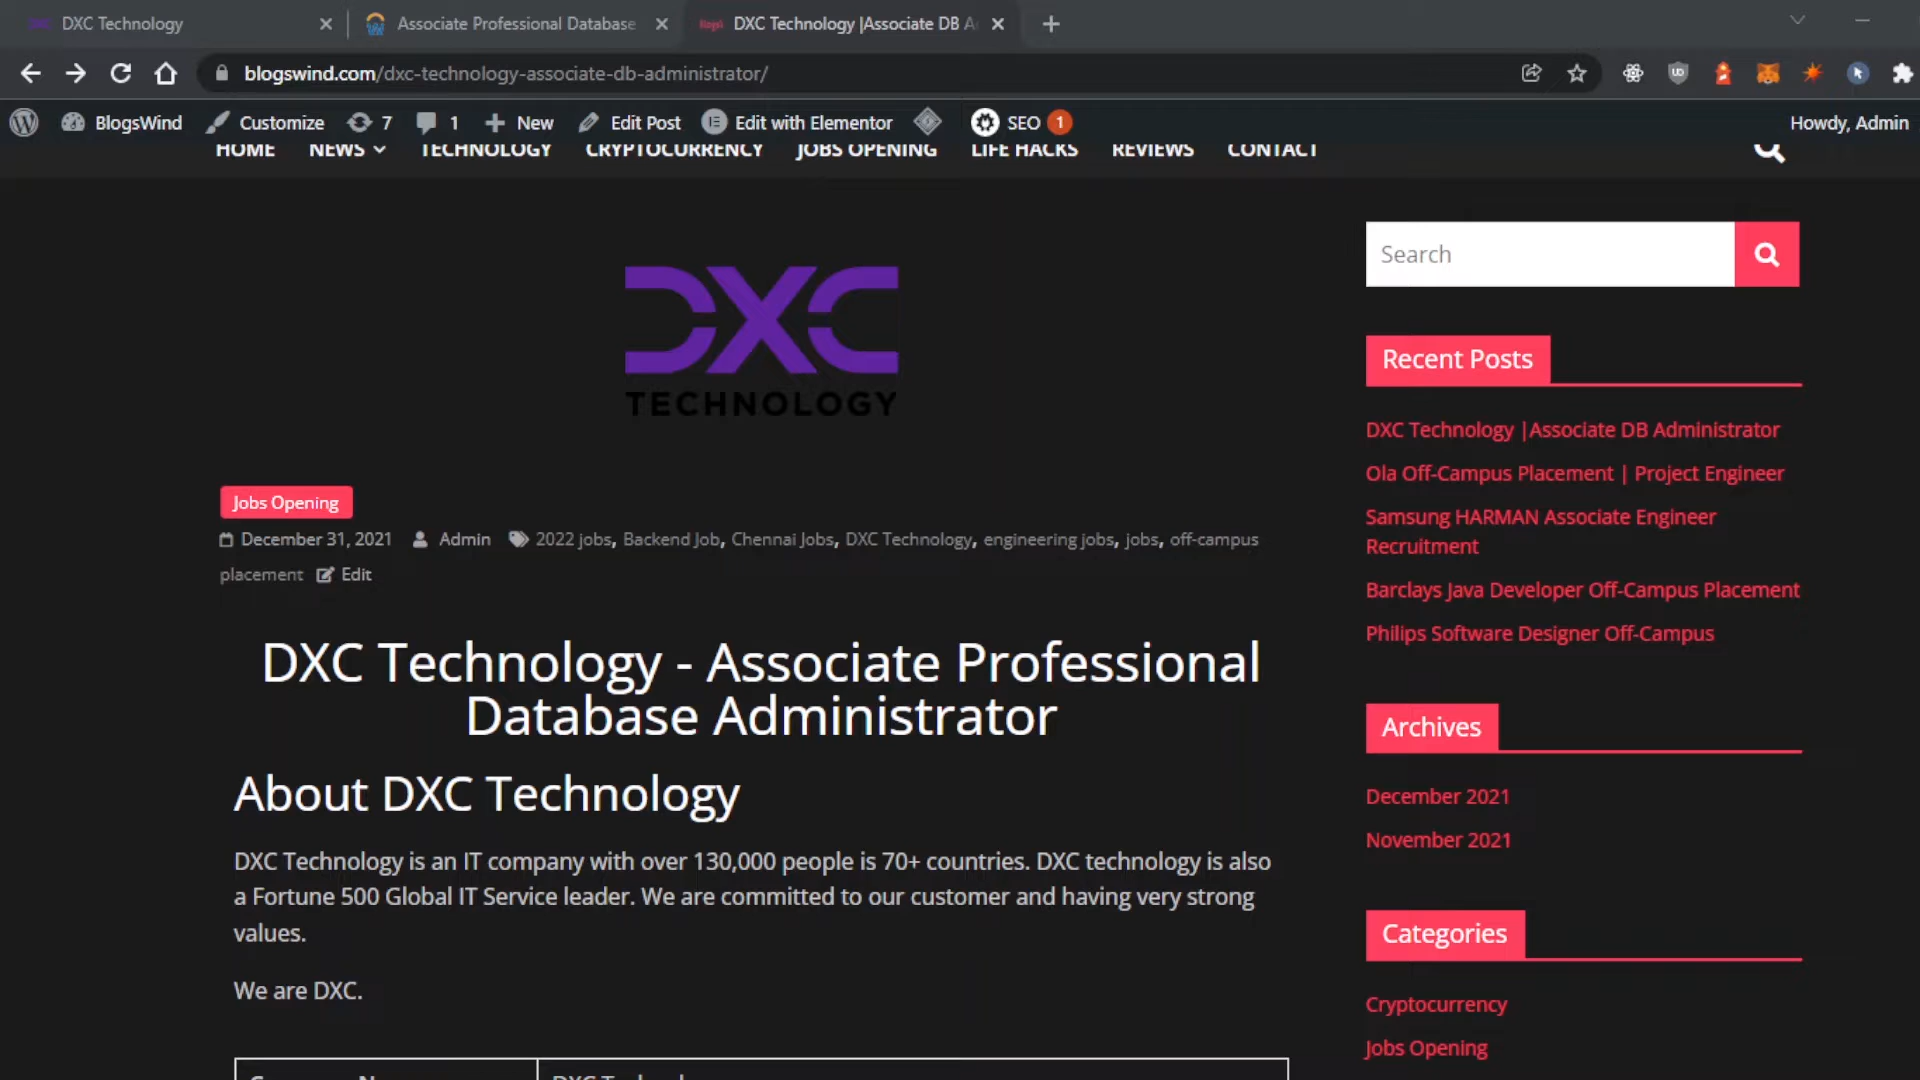 DXC Technology
Associate Professional Database
DXC Technology |Associate DB A
blogswind.com/dxc-technology-associate-db-administrator/
BlogsWind
Customize
7
1
New
Edit Post
Edit with Elementor
SEO 1
Howdy, Admin
HOME NEWS TECHNOLOGY CRYPTOCURRENCY JOBS OPENING LIFE HACKS REVIEWS CONTACT
TECHNOLOGY
Search
Recent Posts
DXC Technology |Associate DB Administrator
Ola Off-Campus Placement | Project Engineer
Samsung HARMAN Associate Engineer
Recruitment
Barclays Java Developer Off-Campus Placement
Philips Software Designer Off-Campus
Archives
December 2021
November 2021
Categories
Cryptocurrency
Jobs Opening
Jobs Opening
December 31, 2021 Admin 2022 jobs, Backend Job, Chennai Jobs, DXC Technology, engineering jobs, jobs, off-campus
placement Edit
DXC Technology - Associate Professional
Database Administrator
About DXC Technology
DXC Technology is an IT company with over 130,000 people is 70+ countries. DXC technology is also
a Fortune 500 Global IT Service leader. We are committed to our customer and having very strong
values.
We are DXC.